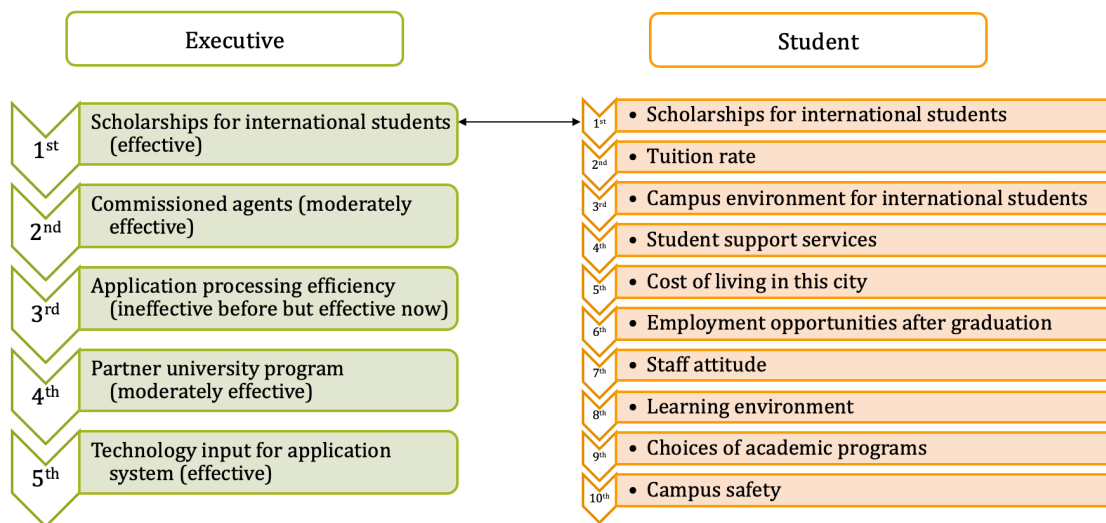 Executive
1st
Scholarships for international students
(effective)
2nd
Commissioned agents (moderately
effective)
3rd
Application processing efficiency
(ineffective before but effective now)
4th
Partner university program
(moderately effective)
5th
Technology input for application
system (effective)
Student
1st • Scholarships for international students
2nd • Tuition rate
3rd • Campus environment for international students
4th • Student support services
5th • Cost of living in this city
6th • Employment opportunities after graduation
7th • Staff attitude
8th • Learning environment
9th • Choices of academic programs
10th • Campus safety